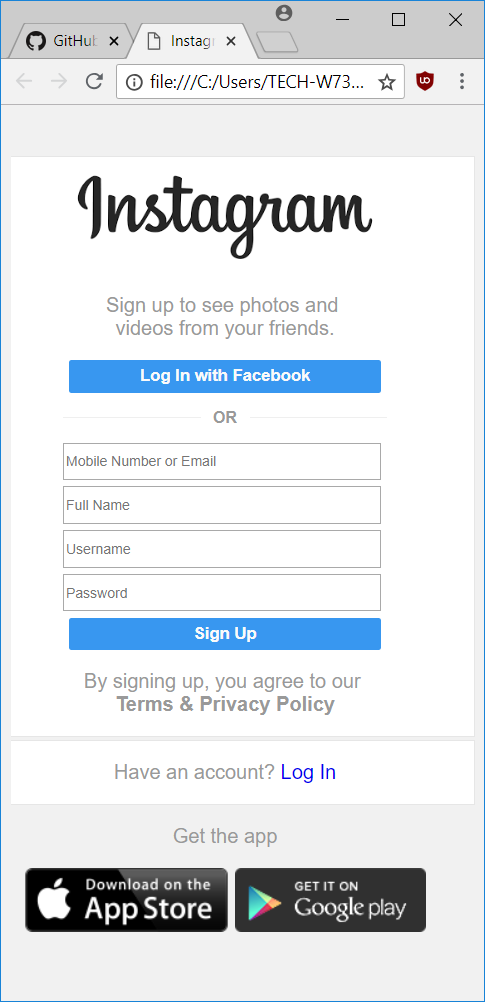 GitHub
Instagr
file:///C:/Users/TECH-W73...
Instagram
Sign up to see photos and
videos from your friends.
Log In with Facebook
OR
Mobile Number or Email
Full Name
Username
Password
Sign Up
By signing up, you agree to our
Terms & Privacy Policy
Have an account? Log In
Get the app
Download on the
App Store
GET IT ON
Google play